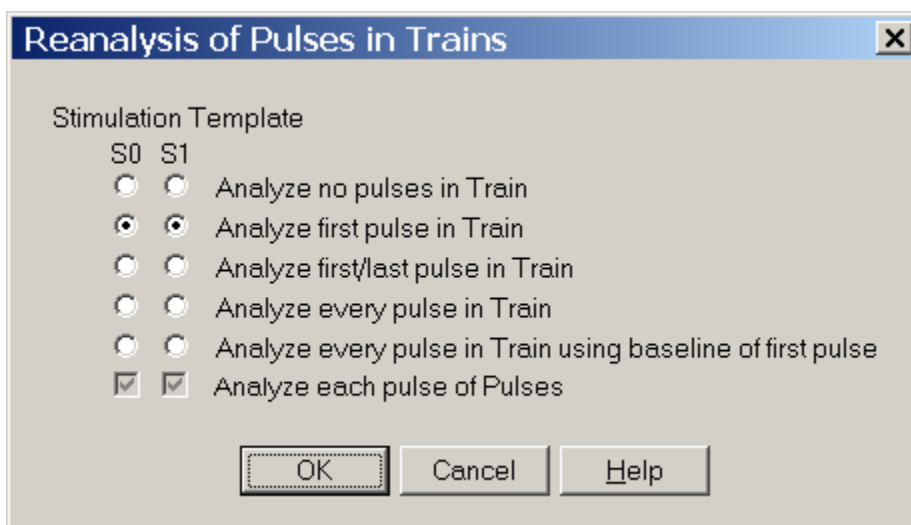 Reanalysis of Pulses in Trains
Stimulation Template
S0 S1
Analyze no pulses in Train
Analyze first pulse in Train
Analyze first/last pulse in Train
Analyze every pulse in Train
Analyze every pulse in Train using baseline of first pulse
Analyze each pulse of Pulses
OK Cancel Help